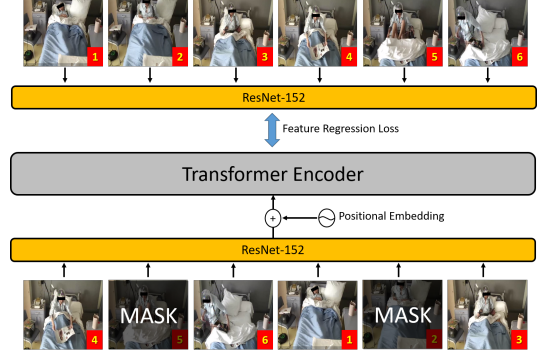 1 2 3 4 5 6
ResNet-152
Feature Regression Loss
Transformer Encoder
+ Positional Embedding
ResNet-152
MASK MASK
4 5 6 1 2 3